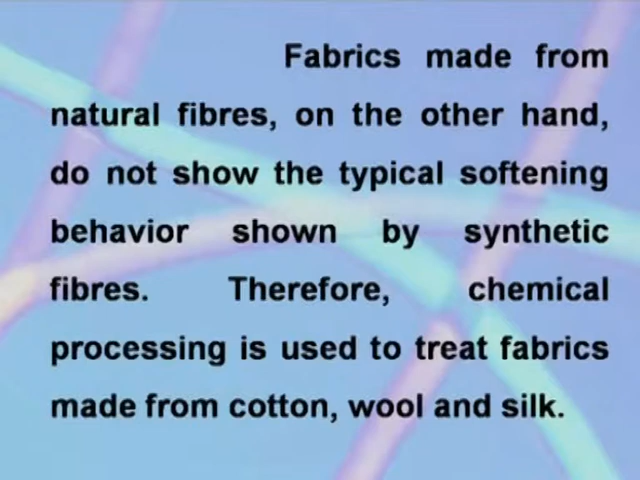 Fabrics made from
natural fibres, on the other hand,
do not show the typical softening
behavior shown by synthetic
fibres. Therefore, chemical
processing is used to treat fabrics
made from cotton, wool and silk.